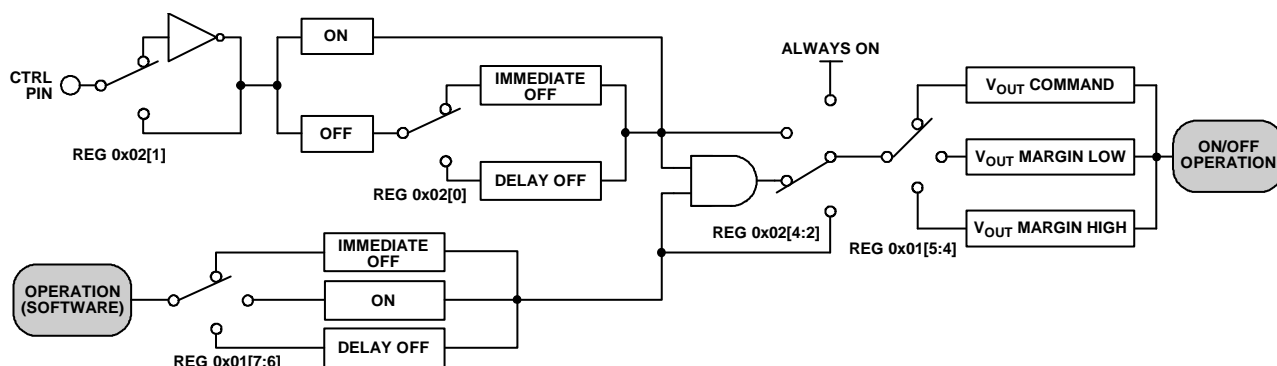 CTRL
PIN
REG 0x02[1]
ON
OFF
IMMEDIATE
OFF
DELAY OFF
REG 0x02[0]
ALWAYS ON
REG 0x02[4:2]
V_OUT COMMAND
V_OUT MARGIN LOW
V_OUT MARGIN HIGH
REG 0x01[5:4]
ON/OFF
OPERATION
OPERATION
(SOFTWARE)
IMMEDIATE
OFF
ON
DELAY OFF
REG 0x01[7:6]